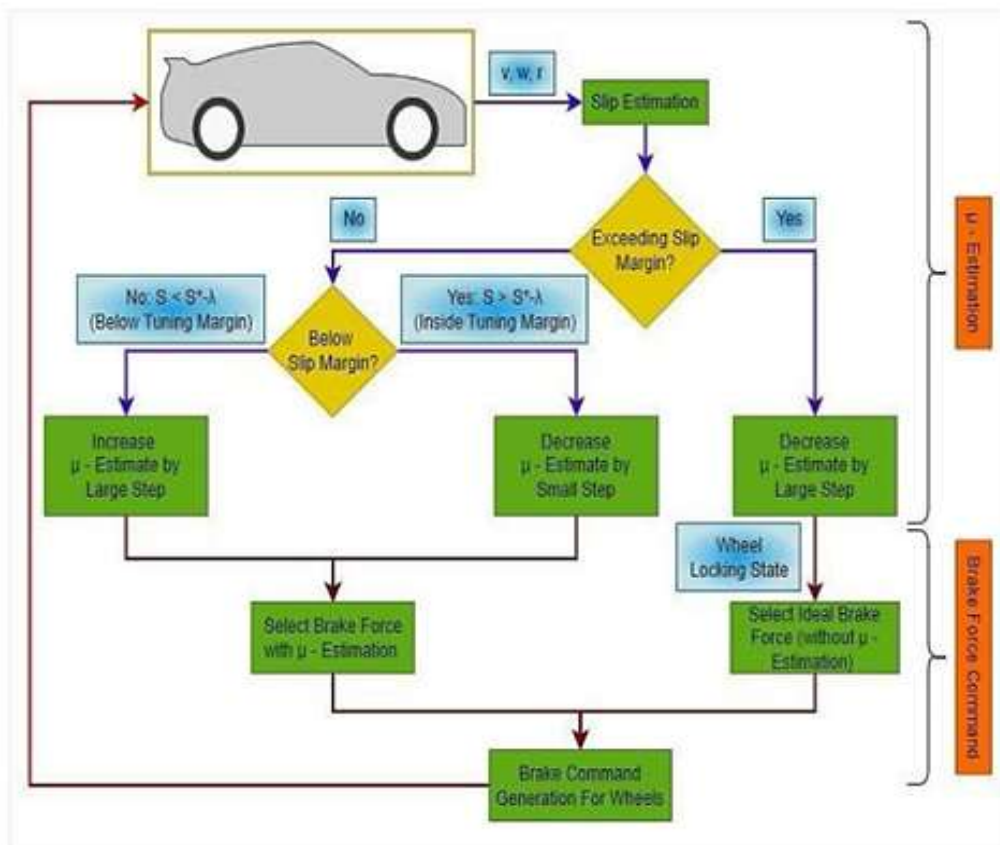 v, w, r
Slip Estimation
No
Yes
Exceeding Slip
Margin?
No: S < S*-λ
(Below Tuning Margin)
Yes: S > S*-λ
(Inside Tuning Margin)
Below
Slip Margin?
μ - Estimation
Increase
μ - Estimate by
Large Step
Decrease
μ - Estimate by
Small Step
Decrease
μ - Estimate by
Large Step
Wheel
Locking State
Select Brake Force
with μ - Estimation
Select Ideal Brake
Force (without μ -
Estimation)
Brake Force Command
Brake Command
Generation For Wheels